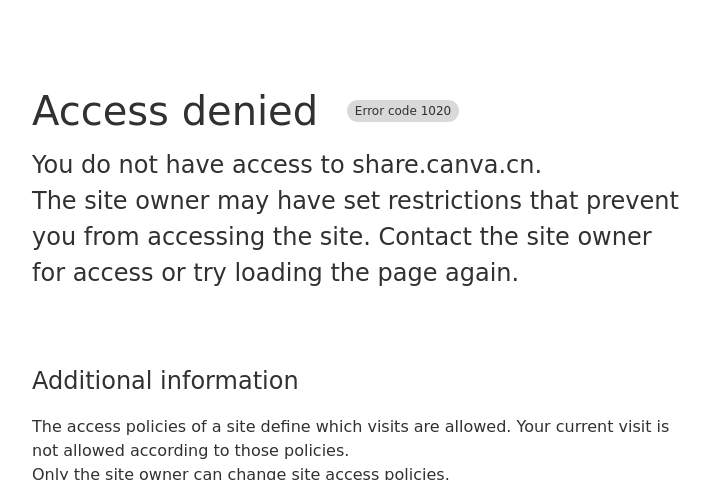 Access denied Error code 1020
You do not have access to share.canva.cn.
The site owner may have set restrictions that prevent
you from accessing the site. Contact the site owner
for access or try loading the page again.
Additional information
The access policies of a site define which visits are allowed. Your current visit is
not allowed according to those policies.
Only the site owner can change site access policies.